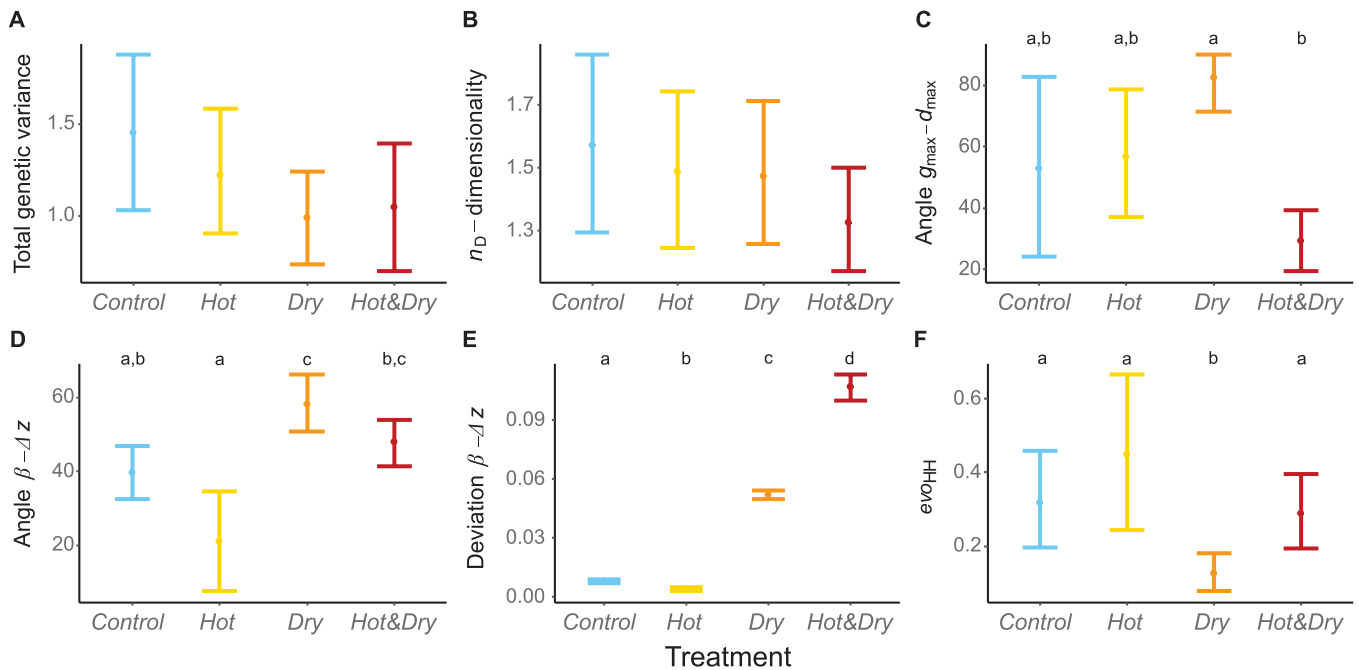 A
Total genetic variance
1.5
1.0
Control Hot Dry Hot&Dry
B
nD−dimensionality
1.7
1.5
1.3
Control Hot Dry Hot&Dry
C
a,b a,b a b
Angle gmax−dmax
80
60
40
20
Control Hot Dry Hot&Dry
D
a,b a c b,c
Angle β−Δz
60
40
20
Control Hot Dry Hot&Dry
E
a b c d
Deviation β−Δz
0.09
0.06
0.03
0.00
Control Hot Dry Hot&Dry
F
a a b a
evoHH
0.6
0.4
0.2
Control Hot Dry Hot&Dry
Treatment